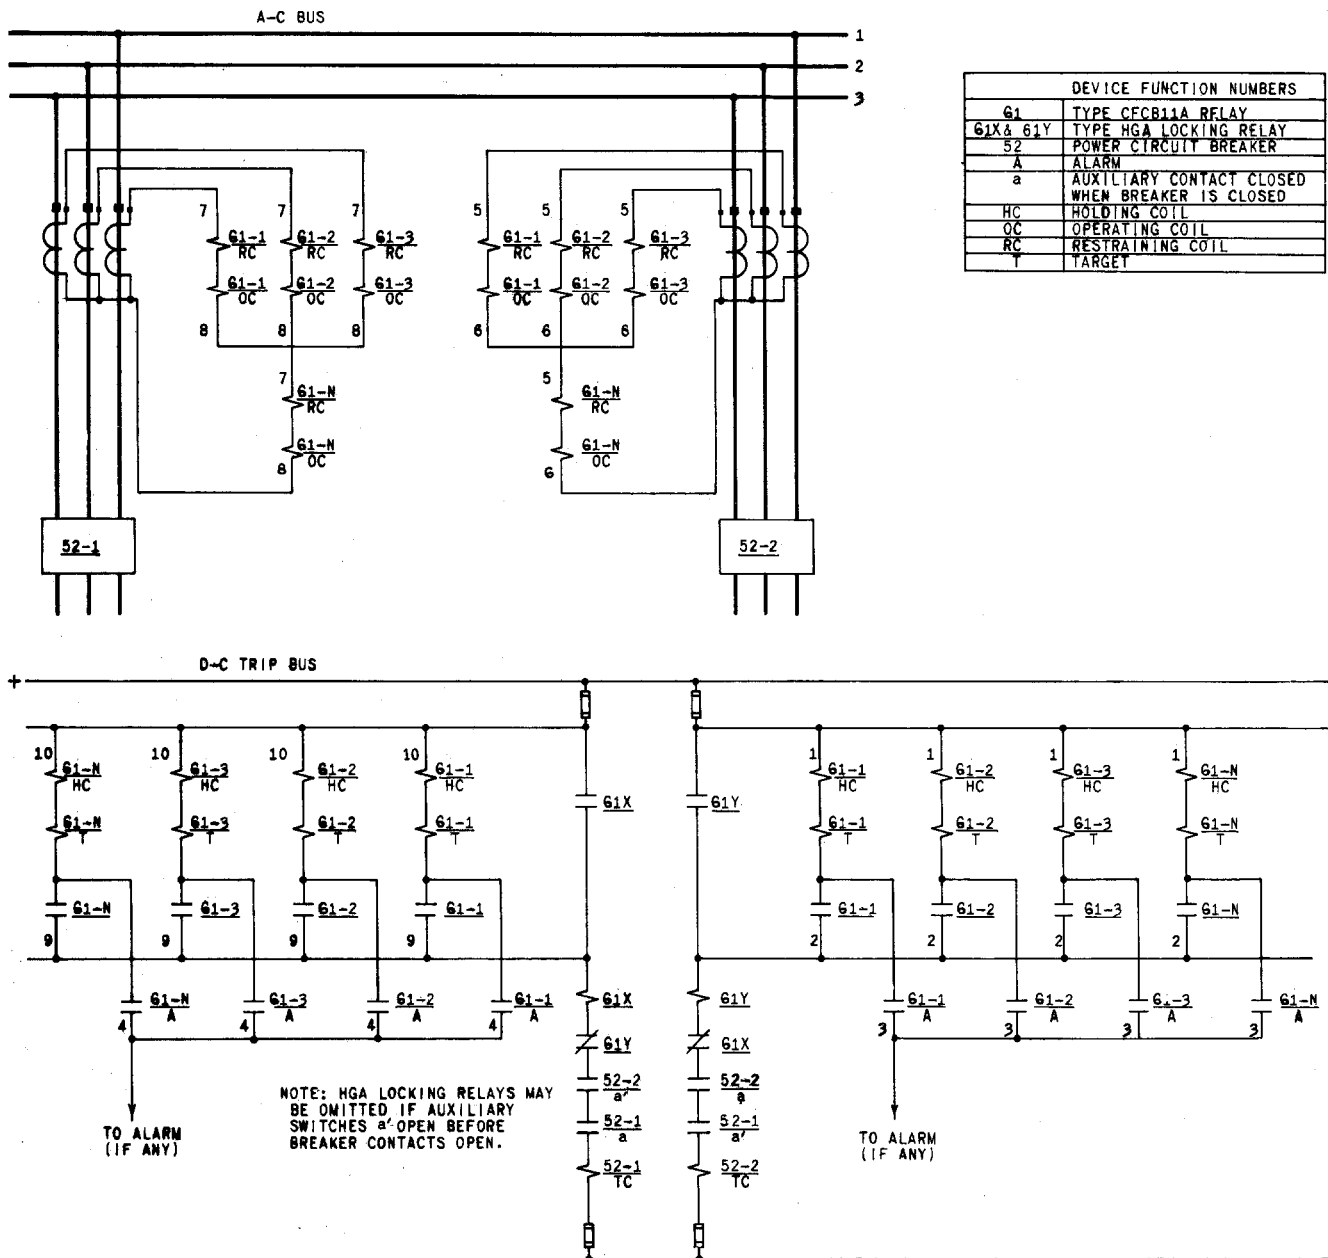 A-C BUS
1
2
3
DEVICE FUNCTION NUMBERS
61 TYPE CFCB11A RELAY
61X& 61Y TYPE HGA LOCKING RELAY
52 POWER CIRCUIT BREAKER
A ALARM
a AUXILIARY CONTACT CLOSED
WHEN BREAKER IS CLOSED
HC HOLDING COIL
OC OPERATING COIL
RC RESTRAINING COIL
T TARGET
7 7 7 5 5 5
61-1 61-2 61-3 61-1 61-2 61-3
RC RC RC RC RC RC
61-1 61-2 61-3 61-1 61-2 61-3
OC OC OC OC OC OC
8 8 8 6 6 6
7 5
61-N 61-N
RC RC
61-N 61-N
OC OC
8 6
52-1 52-2
D-C TRIP BUS
+
10 10 10 10 1 1 1 1
61-N 61-3 61-2 61-1 61-1 61-2 61-3 61-N
HC HC HC HC HC HC HC HC
61X 61Y
61-N 61-3 61-2 61-1 61-1 61-2 61-3 61-N
T T T T T T T T
61-N 61-3 61-2 61-1 61-1 61-2 61-3 61-N
9 9 9 9 2 2 2 2
61-N 61-3 61-2 61-1 61X 61Y 61-1 61-2 61-3 61-N
A A A A A A A A
4 4 4 4 3 3 3 3
61Y 61X
52-2 52-2
a' a
52-1 52-1
a a'
52-1 52-2
TC TC
NOTE: HGA LOCKING RELAYS MAY
BE OMITTED IF AUXILIARY
SWITCHES a' OPEN BEFORE
BREAKER CONTACTS OPEN.
TO ALARM
(IF ANY)
TO ALARM
(IF ANY)